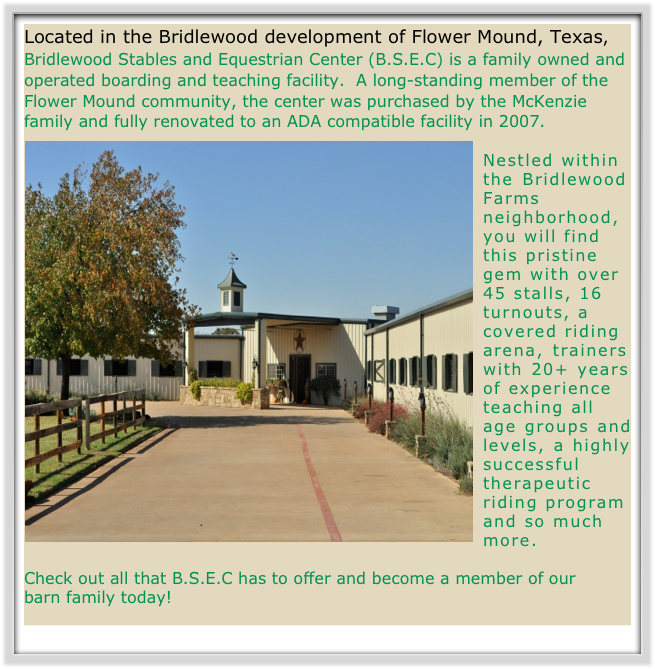 Located in the Bridlewood development of Flower Mound, Texas,
Bridlewood Stables and Equestrian Center (B.S.E.C) is a family owned and
operated boarding and teaching facility.  A long-standing member of the
Flower Mound community, the center was purchased by the McKenzie
family and fully renovated to an ADA compatible facility in 2007.
Nestled within
the Bridlewood
Farms
neighborhood,
you will find
this pristine
gem with over
45 stalls, 16
turnouts, a
covered riding
arena, trainers
with 20+ years
of experience
teaching all
age groups and
levels, a highly
successful
therapeutic
riding program
and so much
more.
Check out all that B.S.E.C has to offer and become a member of our
barn family today!